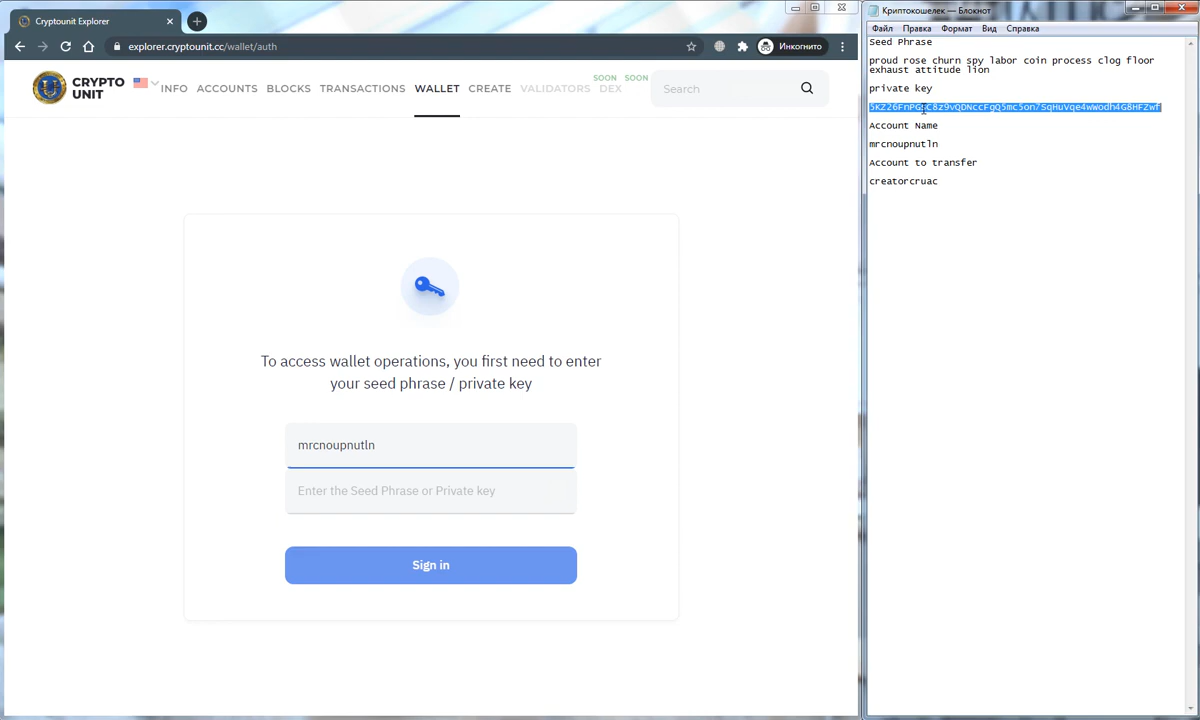 Cryptounit Explorer
explorer.cryptounit.cc/wallet/auth
Инкогнито
CRYPTO
UNIT
INFO ACCOUNTS BLOCKS TRANSACTIONS WALLET CREATE VALIDATORS SOON DEX SOON
Search
To access wallet operations, you first need to enter
your seed phrase / private key
mrcnoupnutln
Enter the Seed Phrase or Private key
Sign in
Криптокошелек — Блокнот
Файл Правка Формат Вид Справка
Seed Phrase
proud rose churn spy labor coin process clog floor
exhaust attitude lion
private key
Account Name
mrcnoupnutln
Account to transfer
creatorcruac